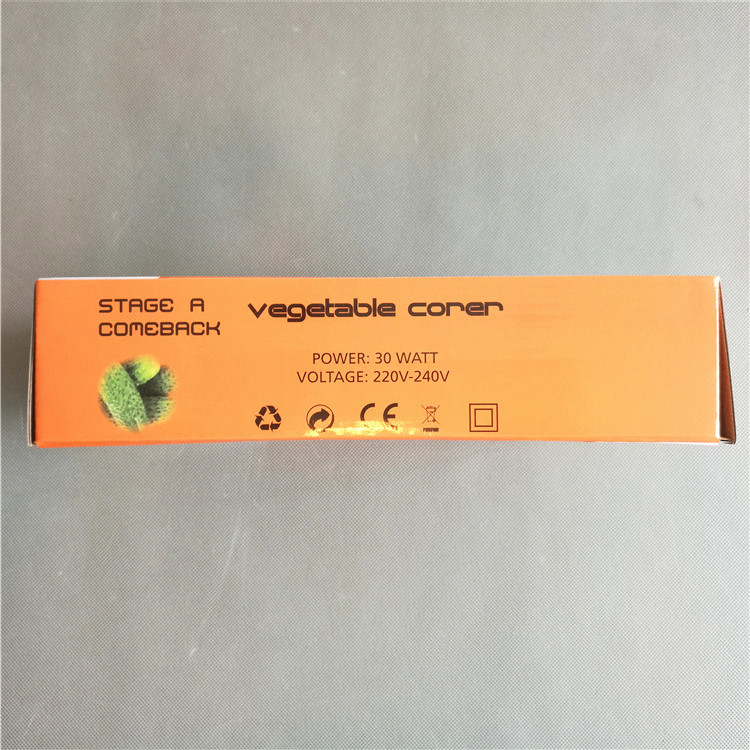 STAGE A
COMEBACK
vegetable corer
POWER: 30 WATT
VOLTAGE: 220V-240V
CE